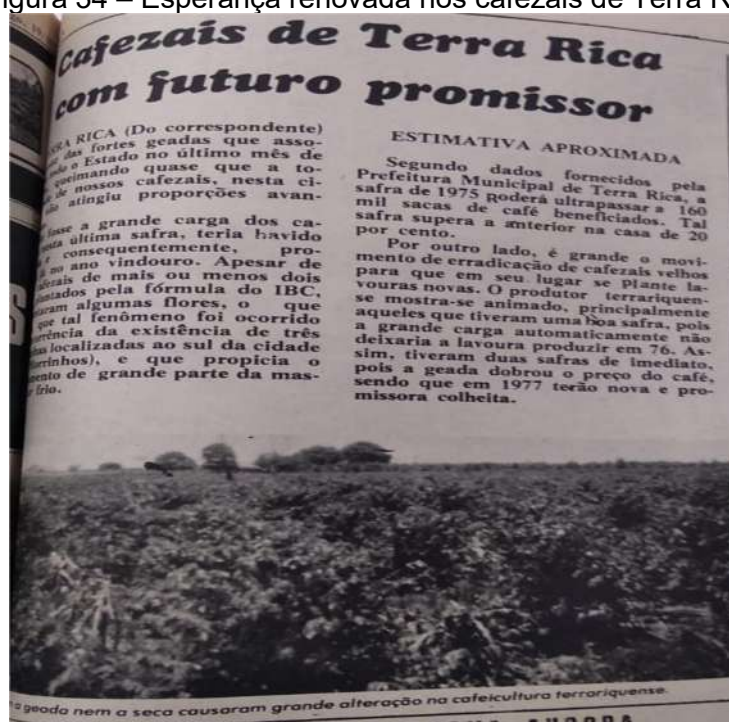 Figura 34 – Esperança renovada nos cafezais de Terra R
Cafezais de Terra Rica
com futuro promissor
RICA (Do correspondente)
das fortes geadas que asso-
o Estado no último mês de
queimando quase que a to-
de nossos cafezais, nesta ci-
atingiu proporções avan-
fosse a grande carga dos ca-
última safra, teria havido
consequentemente, pro-
no ano vindouro. Apesar de
de mais ou menos dois
pela fórmula do IBC,
algumas flores, o que
que tal fenômeno foi ocorrido
da existência de três
localizadas ao sul da cidade
e que propicia o
de grande parte da mas-
frio.
ESTIMATIVA APROXIMADA
Segundo dados fornecidos pela
Prefeitura Municipal de Terra Rica, a
safra de 1975 poderá ultrapassar a 160
mil sacas de café beneficiados. Tal
safra supera a anterior na casa de 20
por cento.
Por outro lado, é grande o movi-
mento de erradicação de cafezais velhos
para que em seu lugar se plante la-
vouras novas. O produtor terrariquen-
se mostra-se animado, principalmente
aqueles que tiveram uma boa safra, pois
a grande carga automaticamente não
deixaria a lavoura produzir em 76. As-
sim, tiveram duas safras de imediato,
pois a geada dobrou o preço do café,
sendo que em 1977 terão nova e pro-
missora colheita.
a geada nem a seca causaram grande alteração na cafeicultura terrariquense.